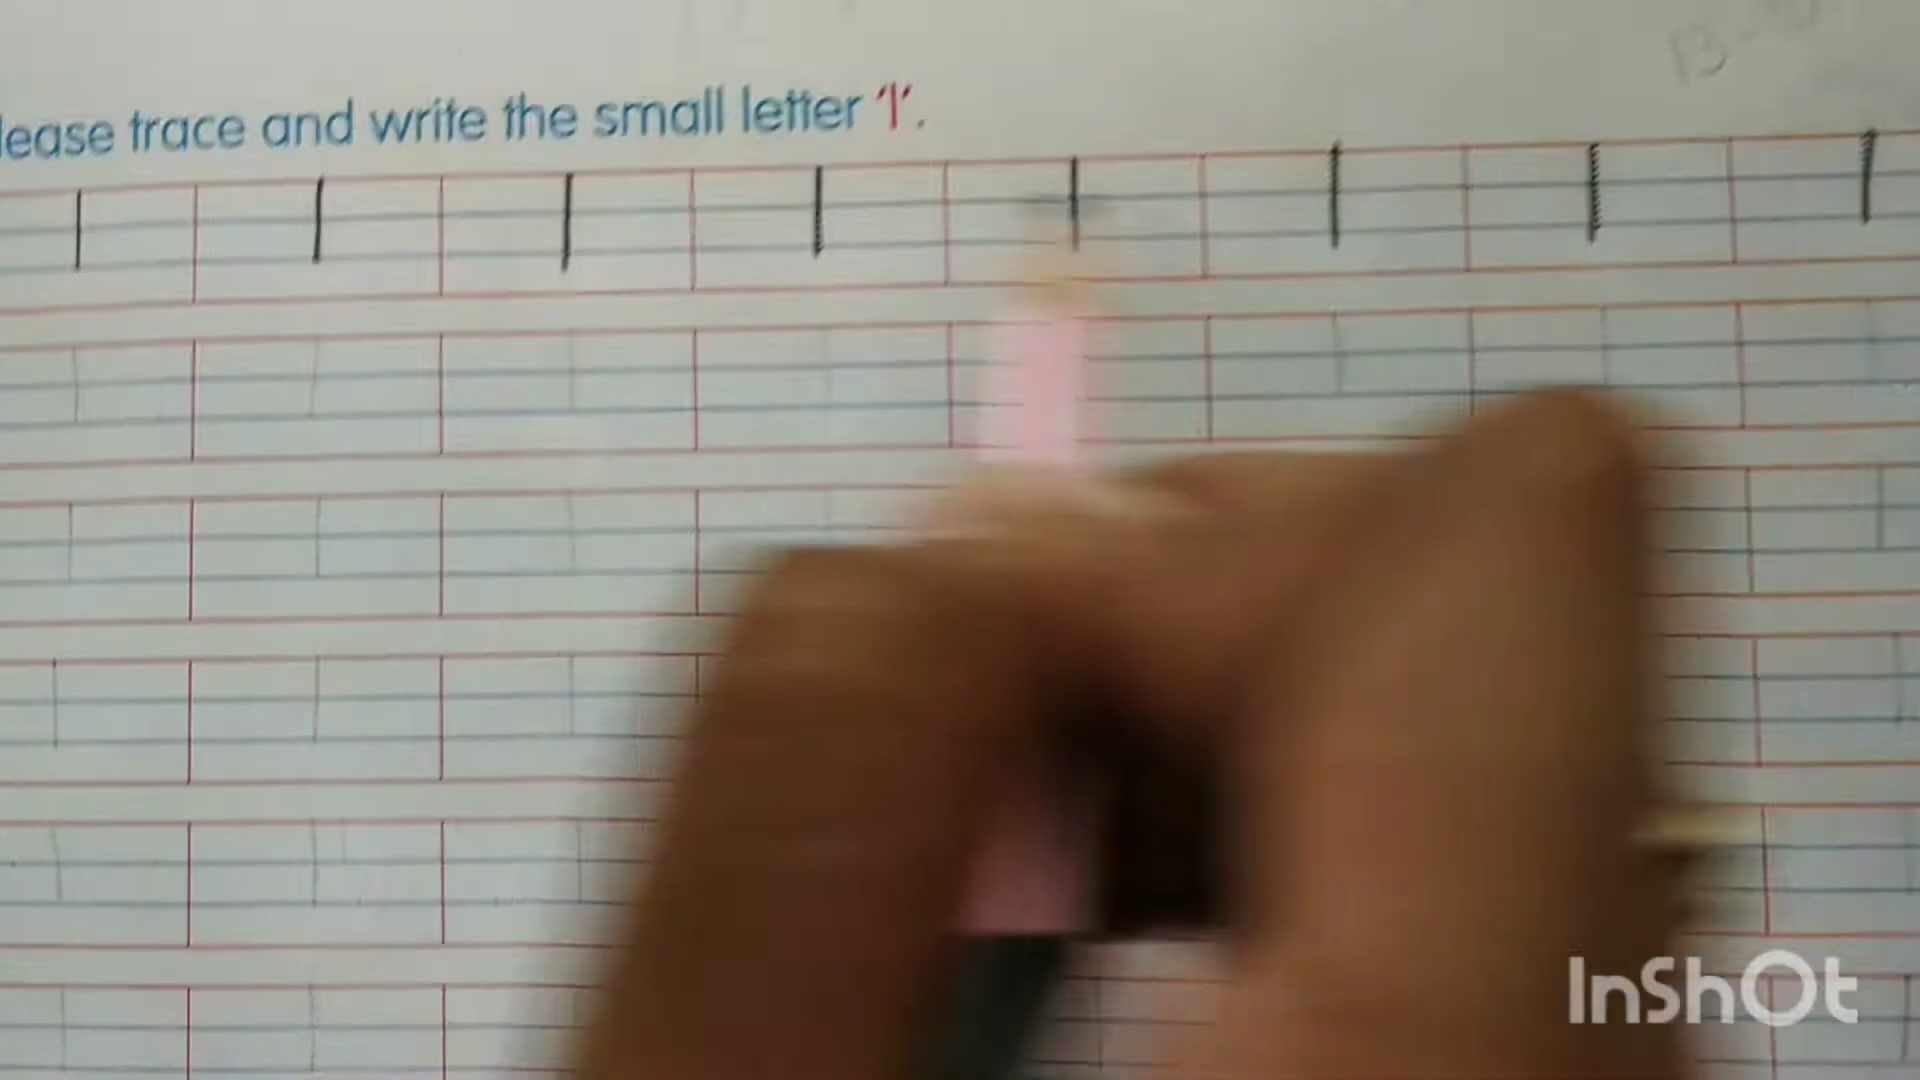 lease trace and write the small letter 'l'.
l l l l l l l l
InShOt